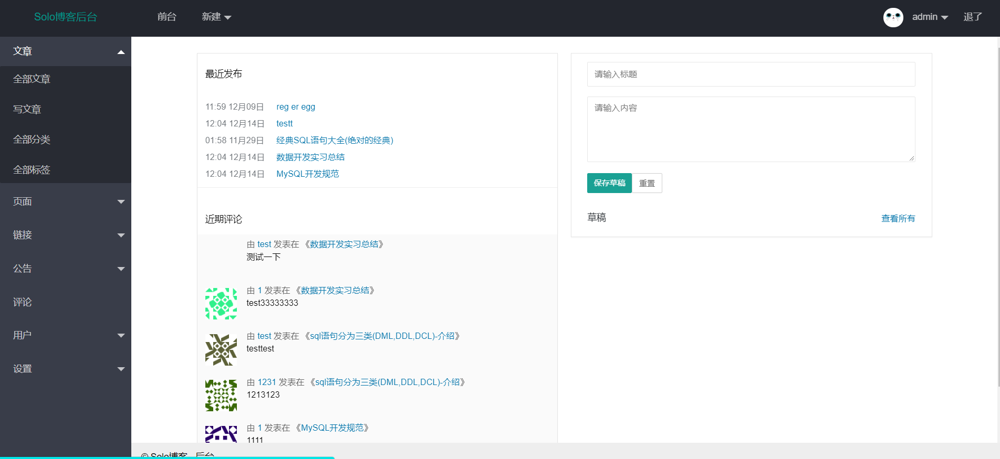 Solo博客后台
前台
新建
admin
退了
文章
全部文章
写文章
全部分类
全部标签
页面
链接
公告
评论
用户
设置
最近发布
11:59 12月09日 reg er egg
12:04 12月14日 testt
01:58 11月29日 经典SQL语句大全(绝对的经典)
12:04 12月14日 数据开发实习总结
12:04 12月14日 MySQL开发规范
近期评论
由 test 发表在 《数据开发实习总结》
测试一下
由 1 发表在 《数据开发实习总结》
test33333333
由 test 发表在 《sql语句分为三类(DML,DDL,DCL)-介绍》
testtest
由 1231 发表在 《sql语句分为三类(DML,DDL,DCL)-介绍》
1213123
由 1 发表在 《MySQL开发规范》
1111
请输入标题
请输入内容
保存草稿
重置
草稿
查看所有
© Solo博客 - 后台